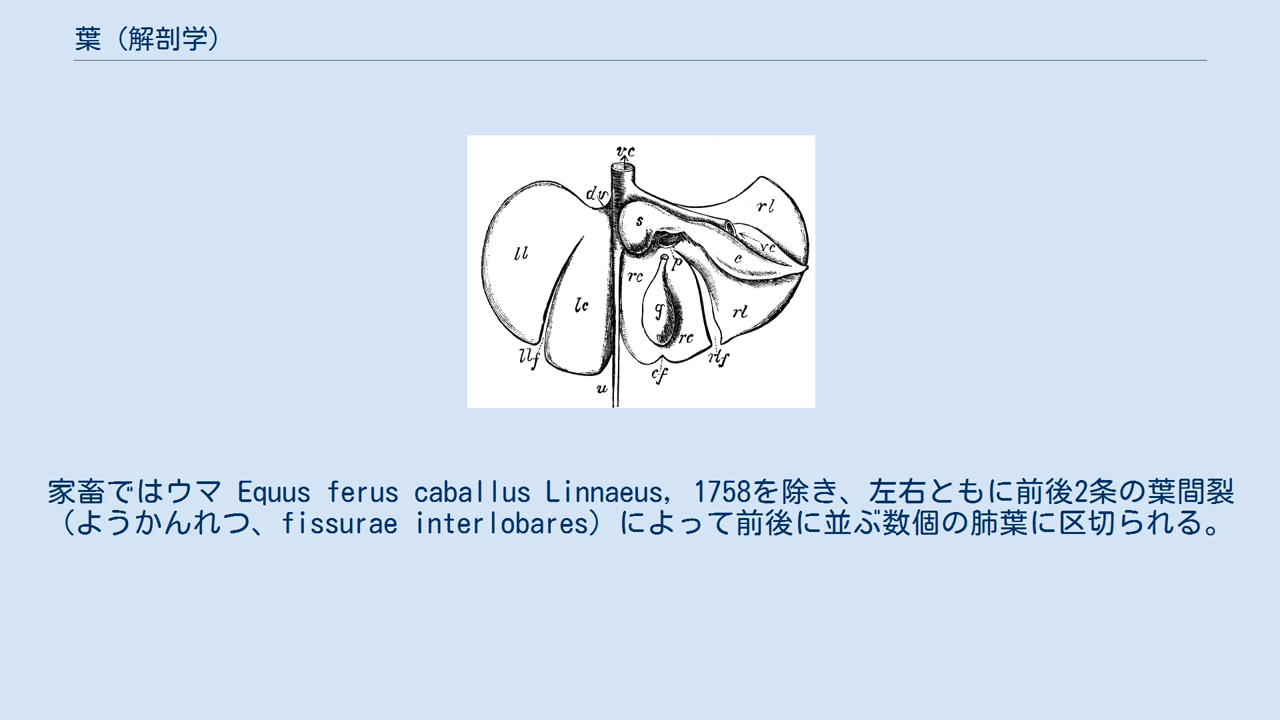 葉（解剖学）
vc
dv
s
rl
ll
c
vc
p
rc
lc
g
rl
rc
llf
rlf
cf
u
家畜ではウマ Equus ferus caballus Linnaeus, 1758を除き、左右ともに前後2条の葉間裂
（ようかんれつ、fissurae interlobares）によって前後に並ぶ数個の肺葉に区切られる。